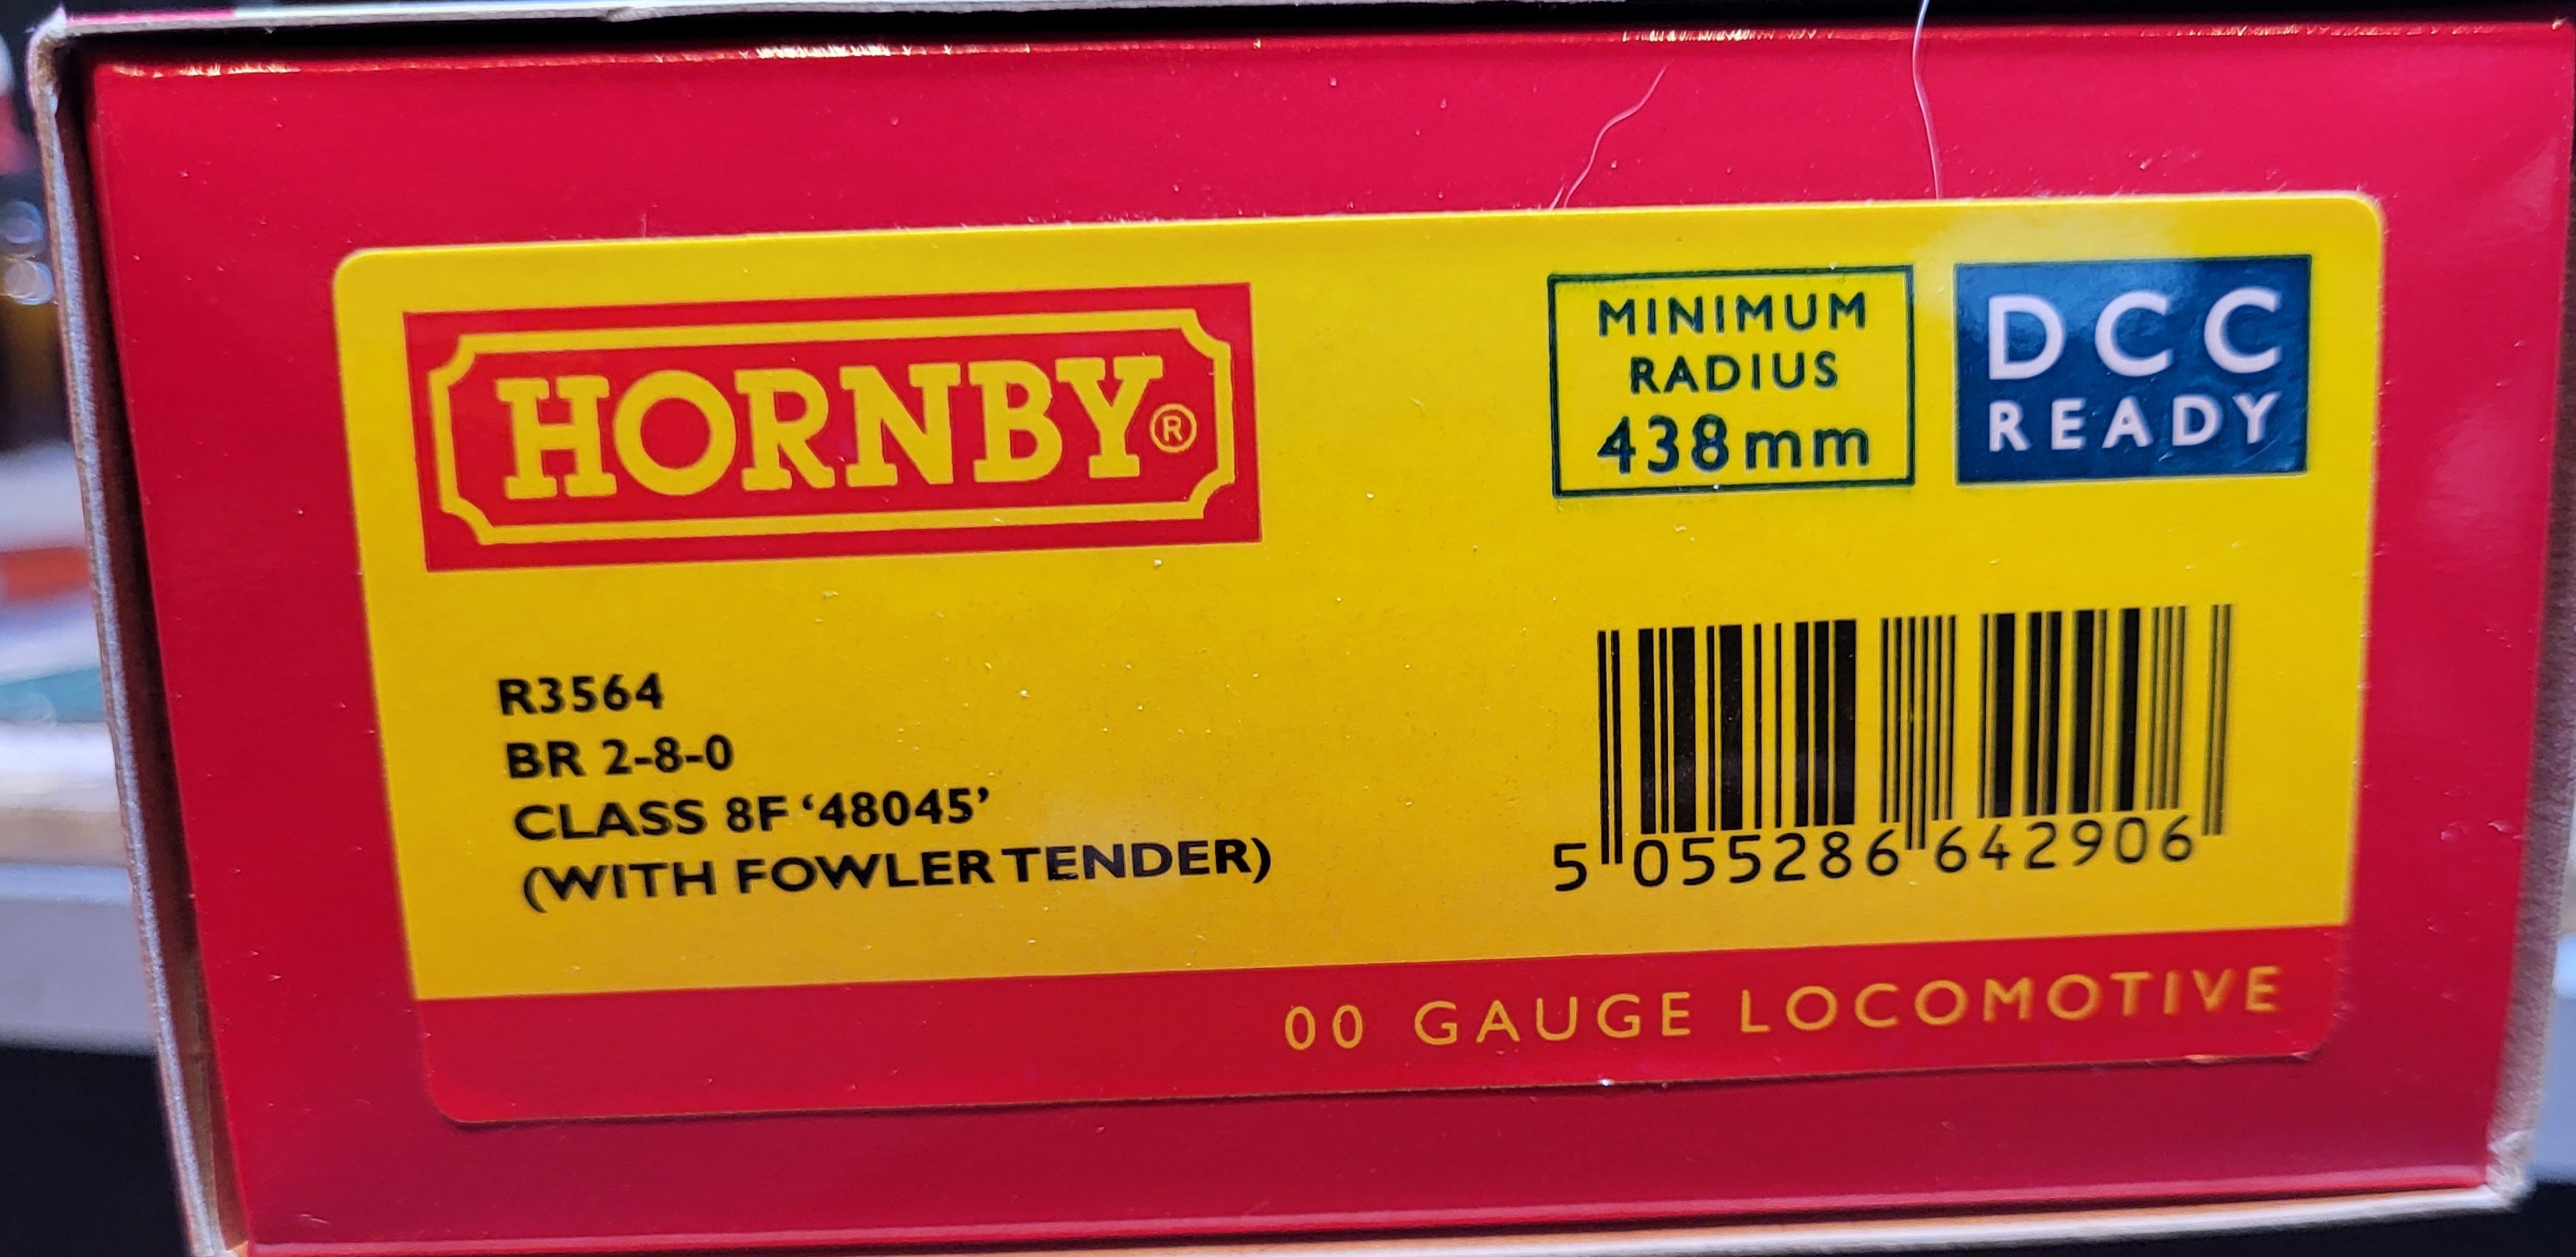 HORNBY®
MINIMUM
RADIUS
438mm
DCC
READY
R3564
BR 2-8-0
CLASS 8F ‘48045’
(WITH FOWLER TENDER)
5 055286 642906
00 GAUGE LOCOMOTIVE